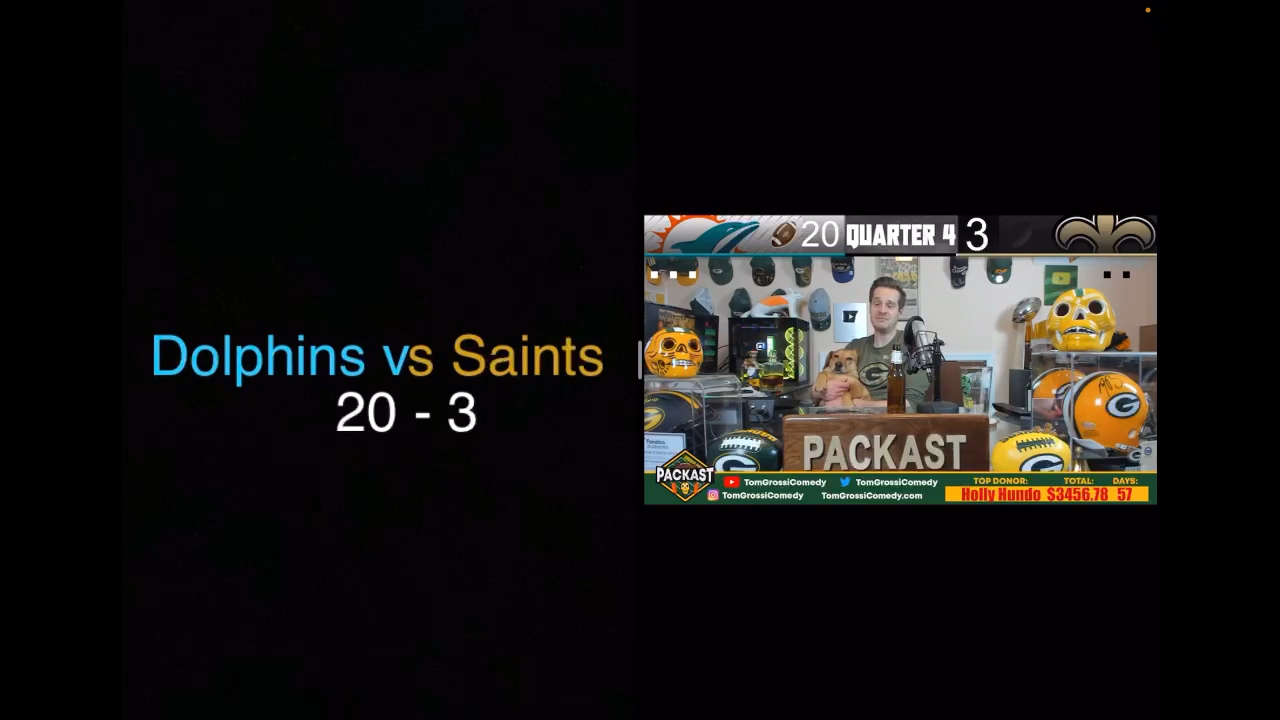 Dolphins vs Saints
20 - 3
20 QUARTER 4 3
PACKAST
PACKAST
TomGrossiComedy TomGrossiComedy
TomGrossiComedy TomGrossiComedy.com
TOP DONOR: TOTAL: DAYS:
Holly Hundo $3456.78 57